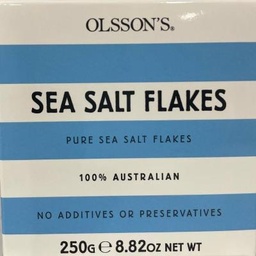 OLSSON'S®
SEA SALT FLAKES
PURE SEA SALT FLAKES
100% AUSTRALIAN
NO ADDITIVES OR PRESERVATIVES
250G ℮ 8.82OZ NET WT